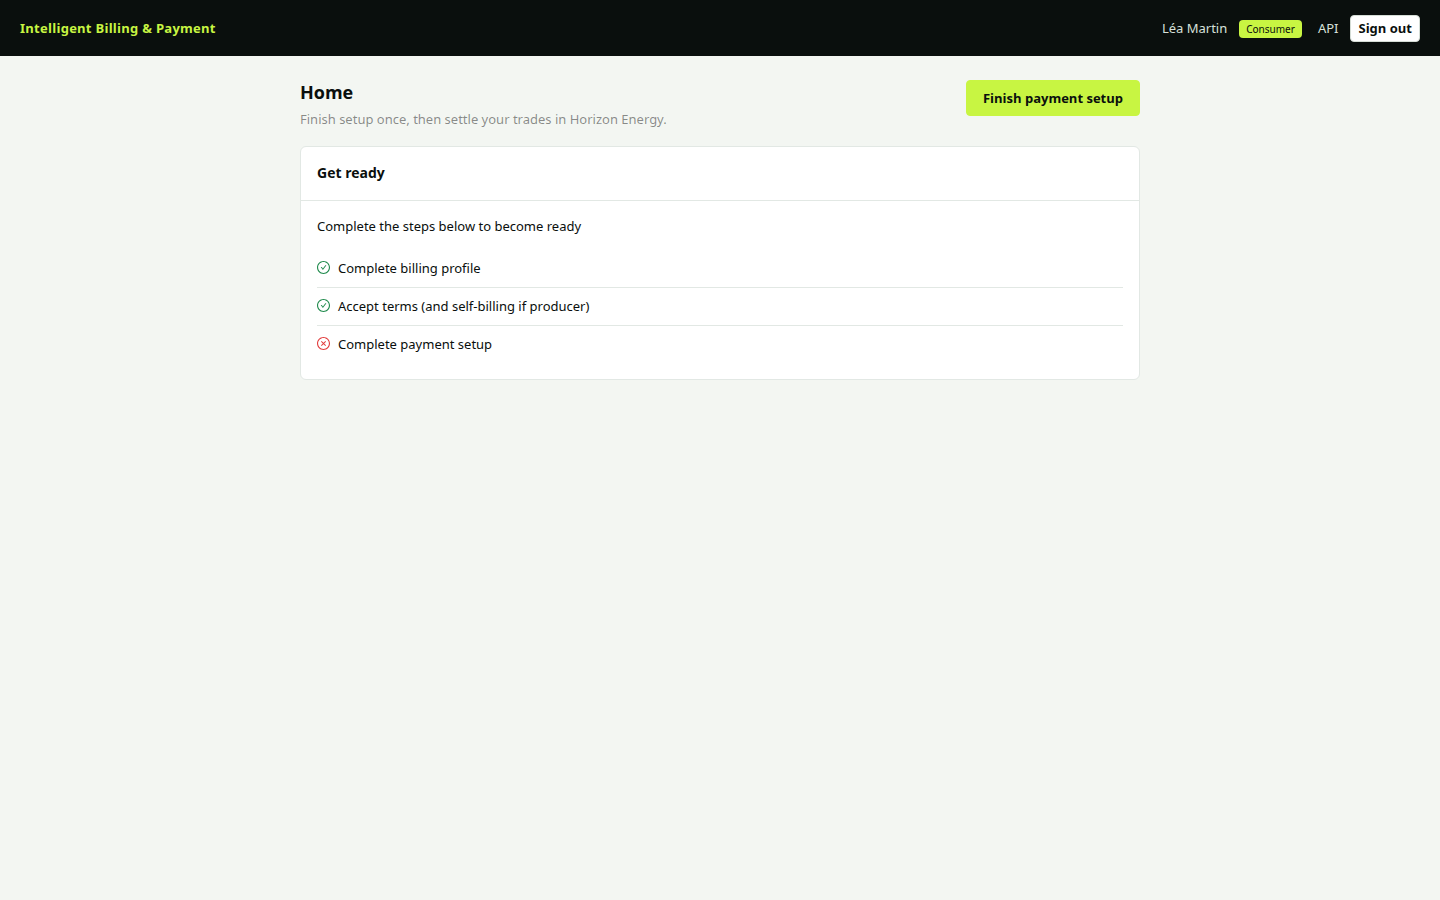 Intelligent Billing & Payment
Léa Martin
Consumer
API
Sign out
Home
Finish payment setup
Finish setup once, then settle your trades in Horizon Energy.
Get ready
Complete the steps below to become ready
Complete billing profile
Accept terms (and self-billing if producer)
Complete payment setup